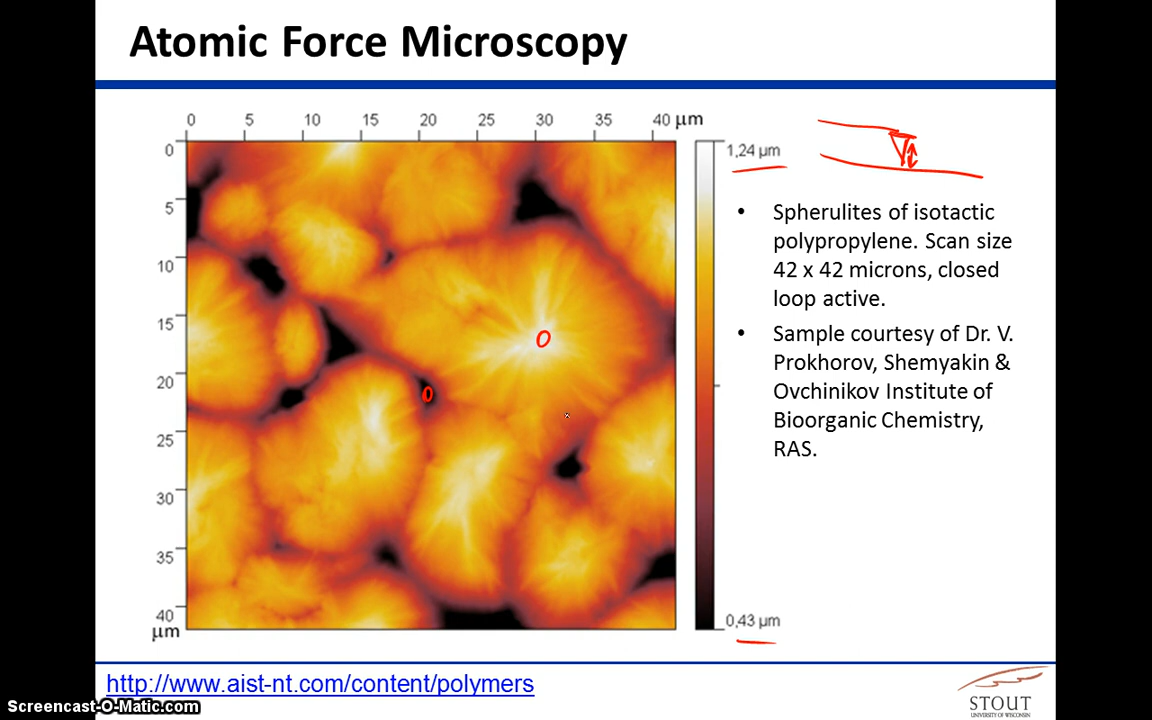 Atomic Force Microscopy
0 5 10 15 20 25 30 35 40 μm
0
5
10
15
20
25
30
35
40
μm
1,24 μm
0,43 μm
• Spherulites of isotactic
polypropylene. Scan size
42 x 42 microns, closed
loop active.
• Sample courtesy of Dr. V.
Prokhorov, Shemyakin &
Ovchinikov Institute of
Bioorganic Chemistry,
RAS.
http://www.aist-nt.com/content/polymers
STOUT
UNIVERSITY OF WISCONSIN
Screencast-O-Matic.com